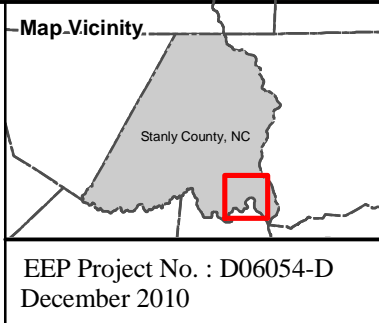 Map Vicinity
Stanly County, NC
EEP Project No. : D06054-D
December 2010